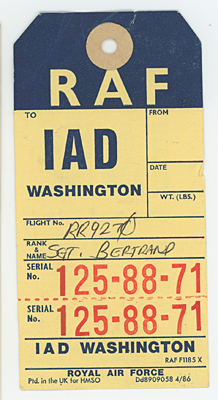 RAF
TO FROM
IAD
WASHINGTON
DATE
WT. (LBS.)
FLIGHT No. RR9270
RANK & NAME SGT. BERTRAND
SERIAL No. 125-88-71
SERIAL No. 125-88-71
IAD WASHINGTON
RAF F1185 X
ROYAL AIR FORCE
Ptd. in the UK for HMSO Dd8909058 4/86